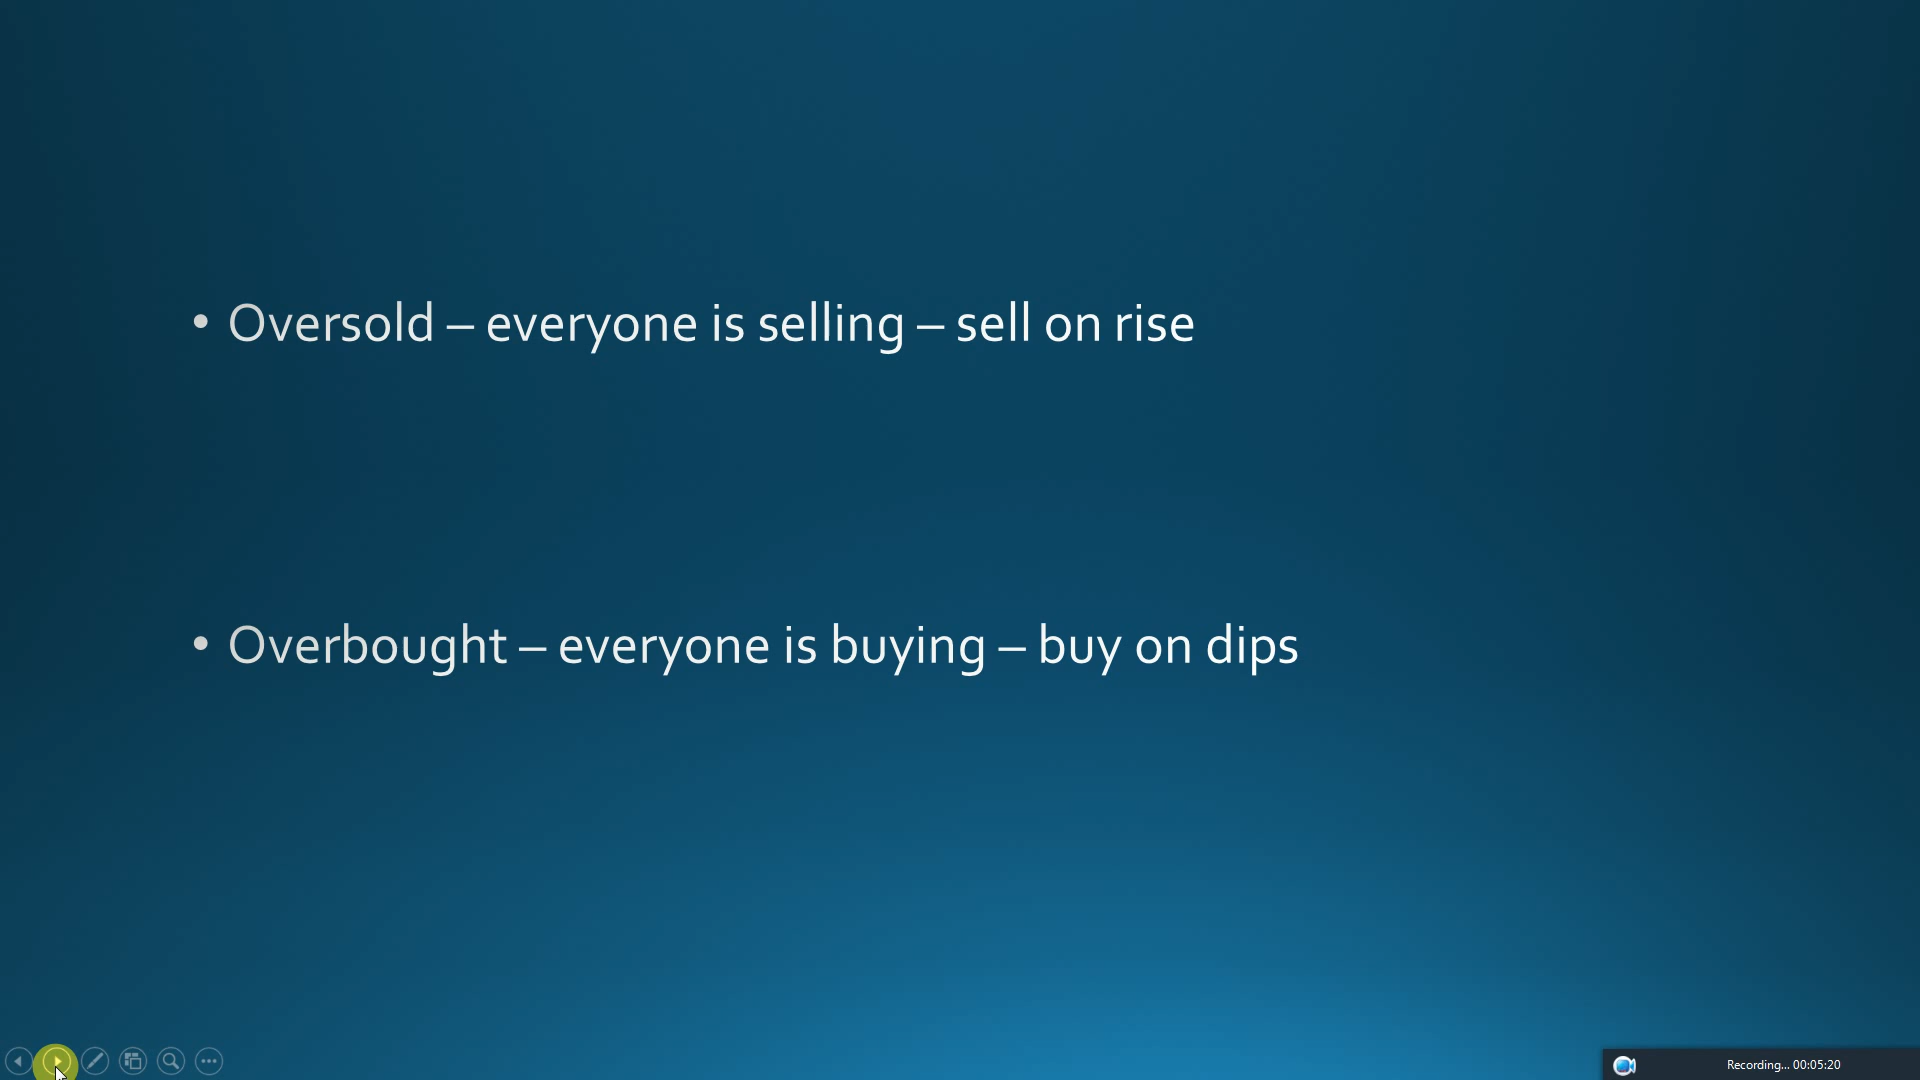 • Oversold – everyone is selling – sell on rise
• Overbought – everyone is buying – buy on dips
Recording... 00:05:20